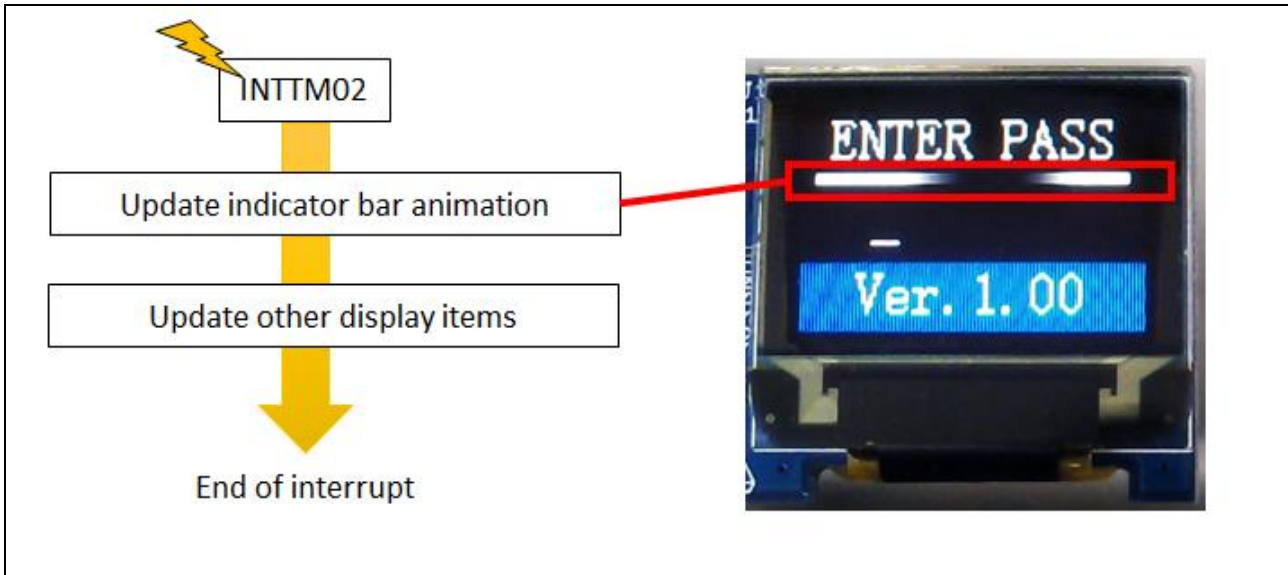 INTTM02
Update indicator bar animation
Update other display items
End of interrupt
ENTER PASS
Ver.1.00